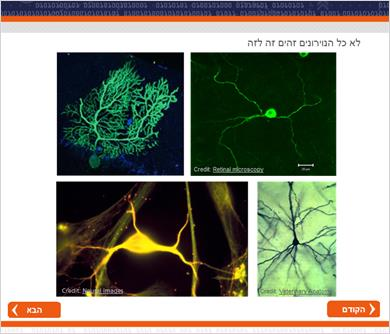 לא כל הנוירונים זהים זה לזה
Credit: Retinal microscopy
Credit: Neural Images
Credit: Veterinary Anatomy
הקודם
הבא